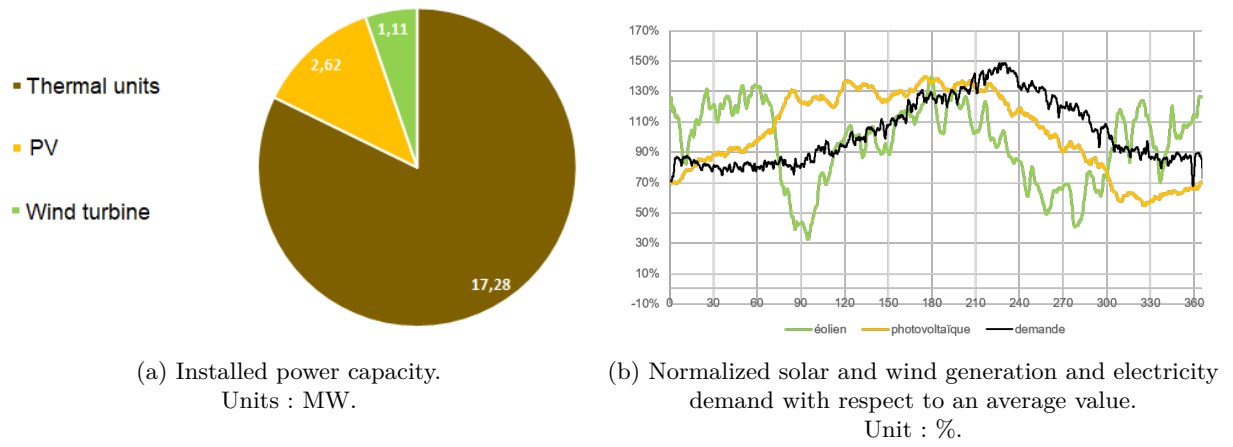 1,11
2,62
Thermal units
PV
Wind turbine
17,28
170%
150%
130%
110%
90%
70%
50%
30%
10%
-10%
0 30 60 90 120 150 180 210 240 270 300 330 360
éolien photovoltaïque demande
(a) Installed power capacity.
Units : MW.
(b) Normalized solar and wind generation and electricity
demand with respect to an average value.
Unit : %.